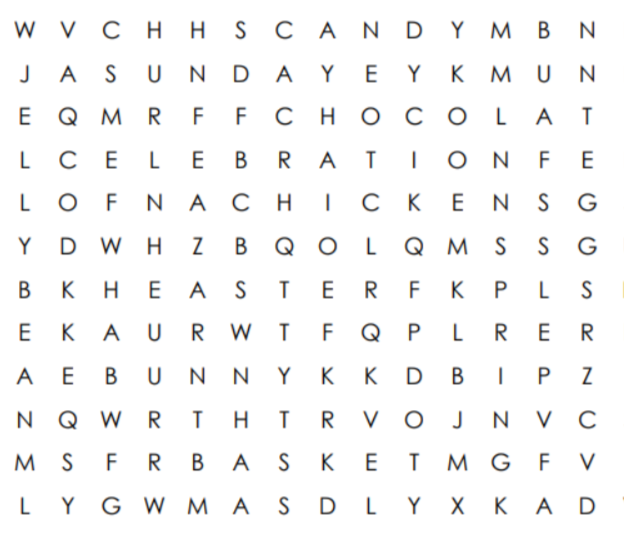 W V C H H S C A N D Y M B N
J A S U N D A Y E Y K M U N
E Q M R F F C H O C O L A T
L C E L E B R A T I O N F E
L O F N A C H I C K E N S G
Y D W H Z B Q O L Q M S S G
B K H E A S T E R F K P L S
E K A U R W T F Q P L R E R
A E B U N N Y K K D B I P Z
N Q W R T H T R V O J N V C
M S F R B A S K E T M G F V
L Y G W M A S D L Y X K A D